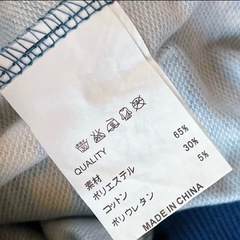 QUALITY
素材
ポリエステル 65%
コットン 30%
ポリウレタン 5%
MADE IN CHINA